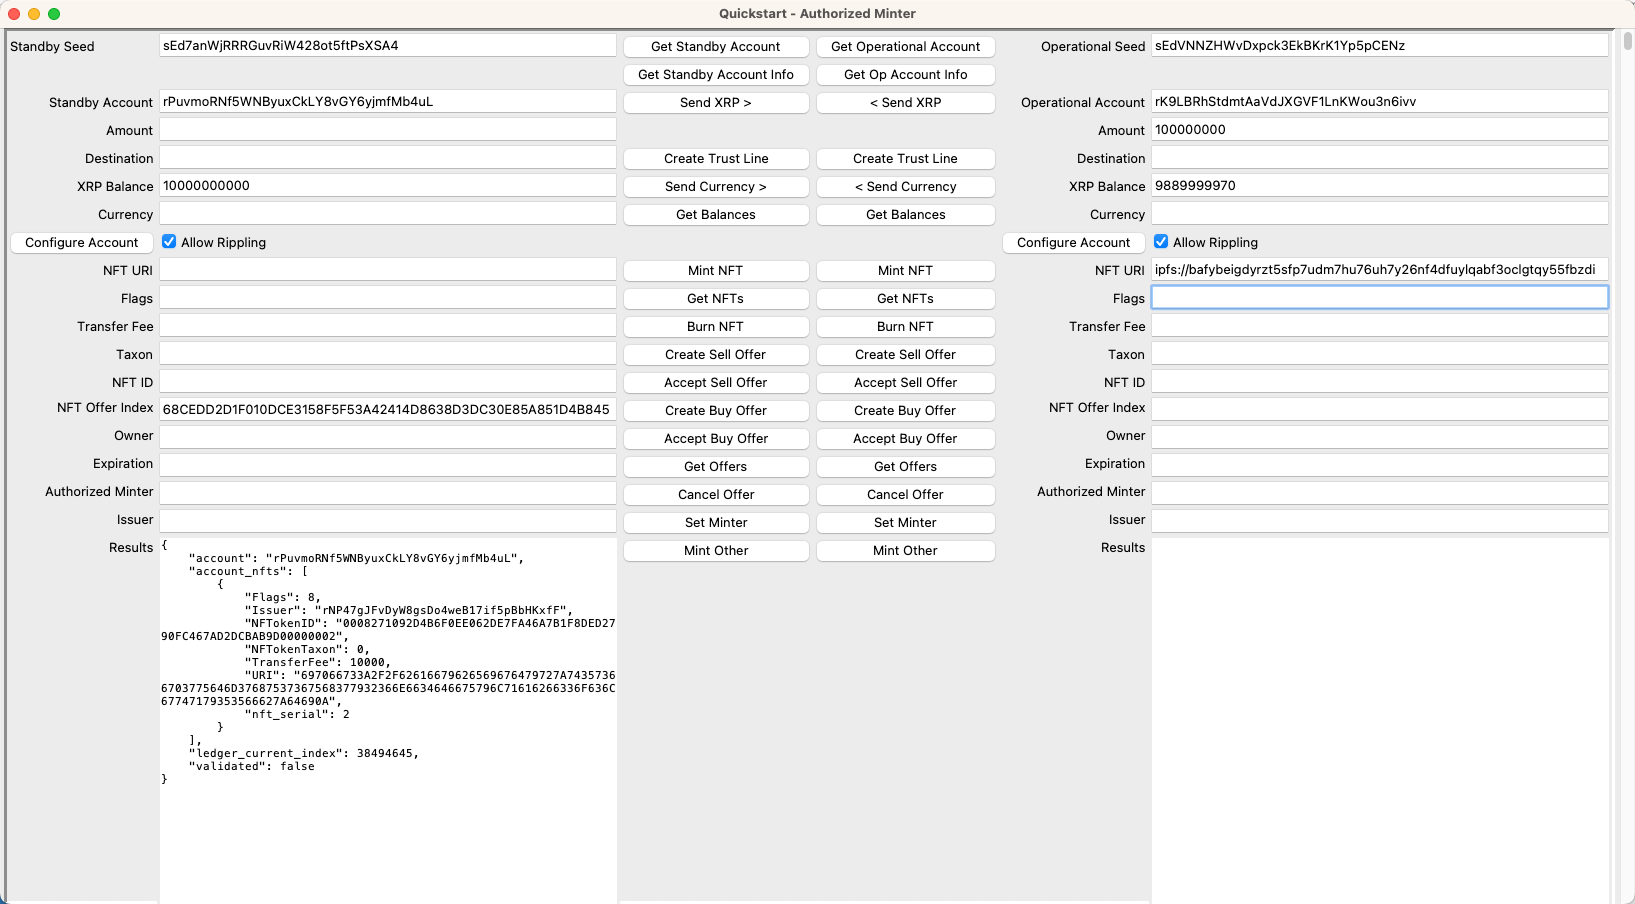 Quickstart - Authorized Minter
Standby Seed
sEd7anWjRRRGuvRiW428ot5ftPsXSA4
Get Standby Account
Get Operational Account
Operational Seed
sEdVNNZHWvDxpck3EkBKrK1Yp5pCENz
Get Standby Account Info
Get Op Account Info
Standby Account
rPuvmoRNf5WNByuxCkLY8vGY6yjmfMb4uL
Send XRP >
< Send XRP
Operational Account
rK9LBRhStdmtAaVdJXGVF1LnKWou3n6ivv
Amount
Amount
100000000
Destination
Create Trust Line
Create Trust Line
Destination
XRP Balance
10000000000
Send Currency >
< Send Currency
XRP Balance
9889999970
Currency
Get Balances
Get Balances
Currency
Configure Account
Allow Rippling
Configure Account
Allow Rippling
NFT URI
Mint NFT
Mint NFT
NFT URI
ipfs://bafybeigdyrzt5sfp7udm7hu76uh7y26nf4dfuylqabf3oclgtqy55fbzdi
Flags
Get NFTs
Get NFTs
Flags
Transfer Fee
Burn NFT
Burn NFT
Transfer Fee
Taxon
Create Sell Offer
Create Sell Offer
Taxon
NFT ID
Accept Sell Offer
Accept Sell Offer
NFT ID
NFT Offer Index
68CEDD2D1F010DCE3158F5F53A42414D8638D3DC30E85A851D4B845
Create Buy Offer
Create Buy Offer
NFT Offer Index
Owner
Accept Buy Offer
Accept Buy Offer
Owner
Expiration
Get Offers
Get Offers
Expiration
Authorized Minter
Cancel Offer
Cancel Offer
Authorized Minter
Issuer
Set Minter
Set Minter
Issuer
Results
Mint Other
Mint Other
Results
{
"account": "rPuvmoRNf5WNByuxCkLY8vGY6yjmfMb4uL",
"account_nfts": [
{
"Flags": 8,
"Issuer": "rNP47gJFvDyW8gsDo4weB17if5pBbHKxfF",
"NFTokenID": "0008271092D4B6F0EE062DE7FA46A7B1F8DED27
90FC467AD2DCBAB9D00000002",
"NFTokenTaxon": 0,
"TransferFee": 10000,
"URI": "697066733A2F2F62616679626569676479727A7435736
6703775646D3768753736756837793236​6E6634646675796C71616266336F636C
67747179353566627A64690A",
"nft_serial": 2
}
],
"ledger_current_index": 38494645,
"validated": false
}